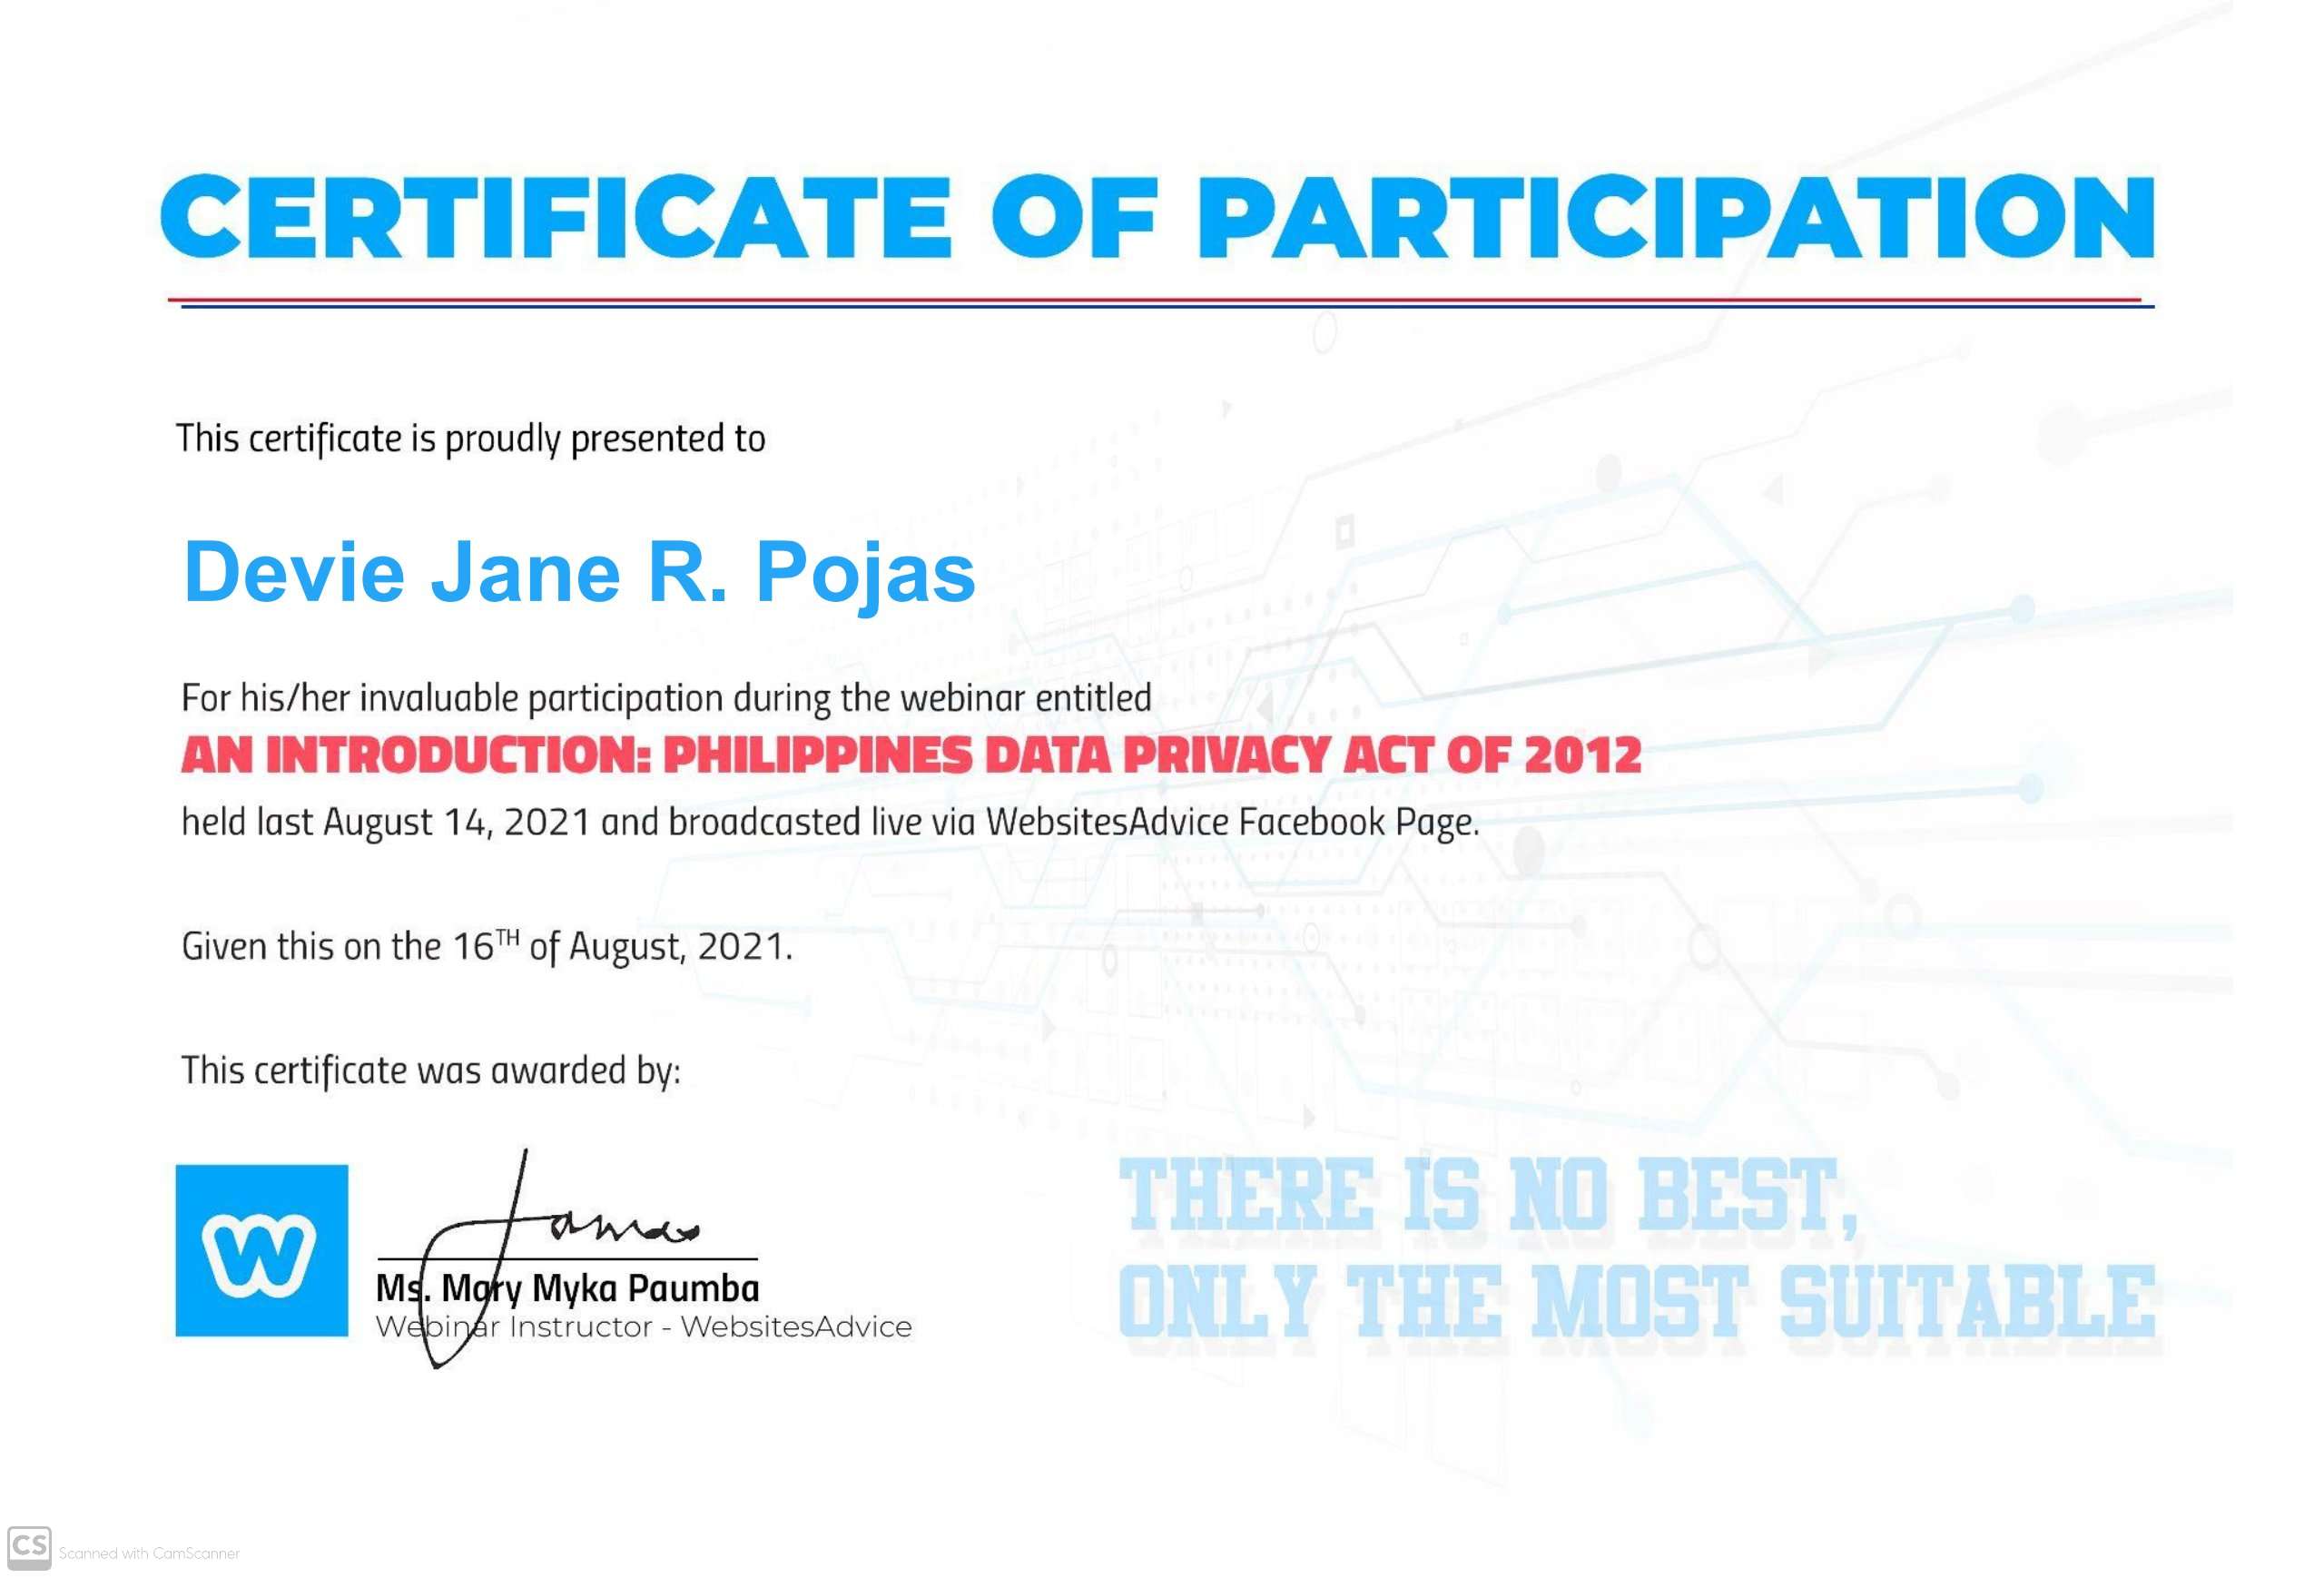 CERTIFICATE OF PARTICIPATION
This certificate is proudly presented to
Devie Jane R. Pojas
For his/her invaluable participation during the webinar entitled
AN INTRODUCTION: PHILIPPINES DATA PRIVACY ACT OF 2012
held last August 14, 2021 and broadcasted live via WebsitesAdvice Facebook Page.
Given this on the 16TH of August, 2021.
This certificate was awarded by:
W
Ms. Mary Myka Paumba
Webinar Instructor - WebsitesAdvice
THERE IS NO BEST,
ONLY THE MOST SUITABLE
CS Scanned with CamScanner